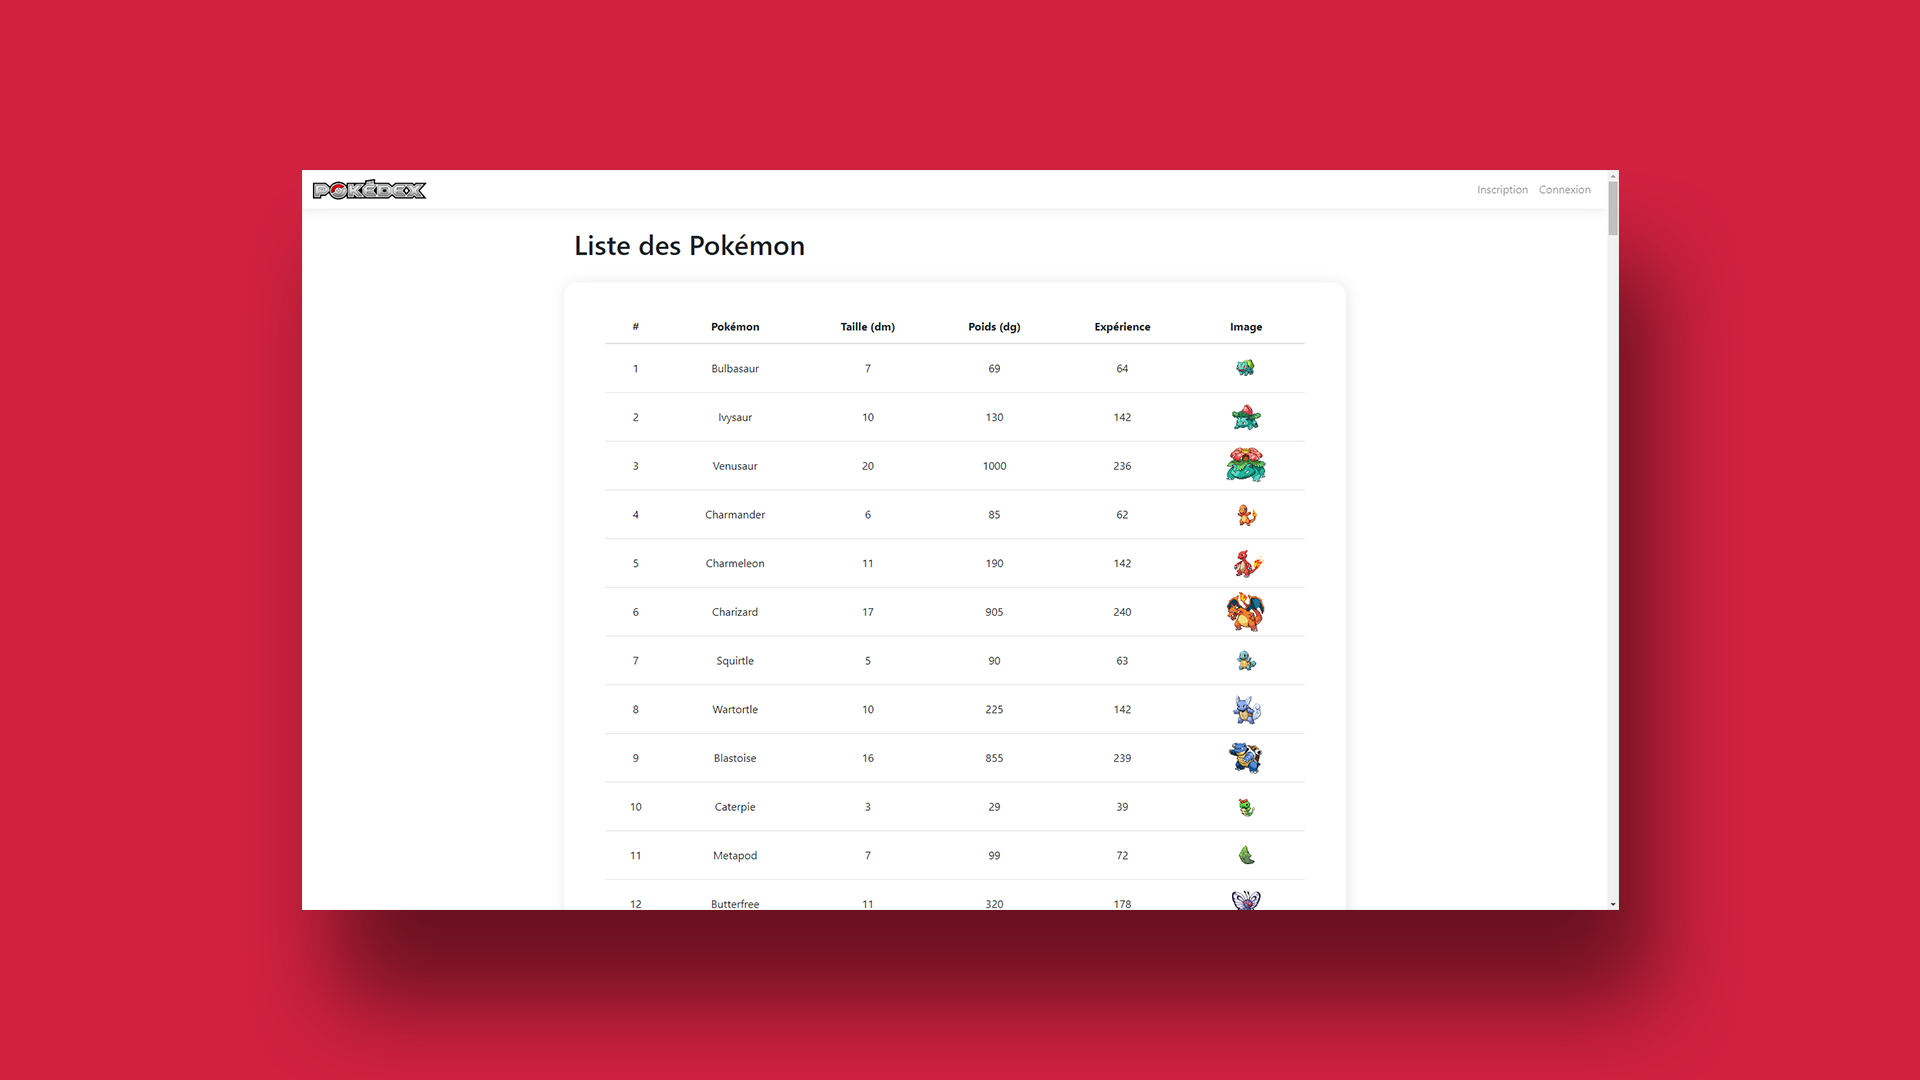 POKÉDEX Inscription Connexion
Liste des Pokémon
# Pokémon Taille (dm) Poids (dg) Expérience Image
1 Bulbasaur 7 69 64
2 Ivysaur 10 130 142
3 Venusaur 20 1000 236
4 Charmander 6 85 62
5 Charmeleon 11 190 142
6 Charizard 17 905 240
7 Squirtle 5 90 63
8 Wartortle 10 225 142
9 Blastoise 16 855 239
10 Caterpie 3 29 39
11 Metapod 7 99 72
12 Butterfree 11 320 178